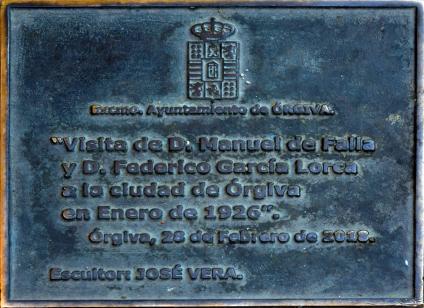 Excmo. Ayuntamiento de ÓRGIVA.
"Visita de D. Manuel de Falla
y D. Federico García Lorca
a la ciudad de Órgiva
en Enero de 1926".
Órgiva, 28 de Febrero de 2018.
Escultor: JOSÉ VERA.